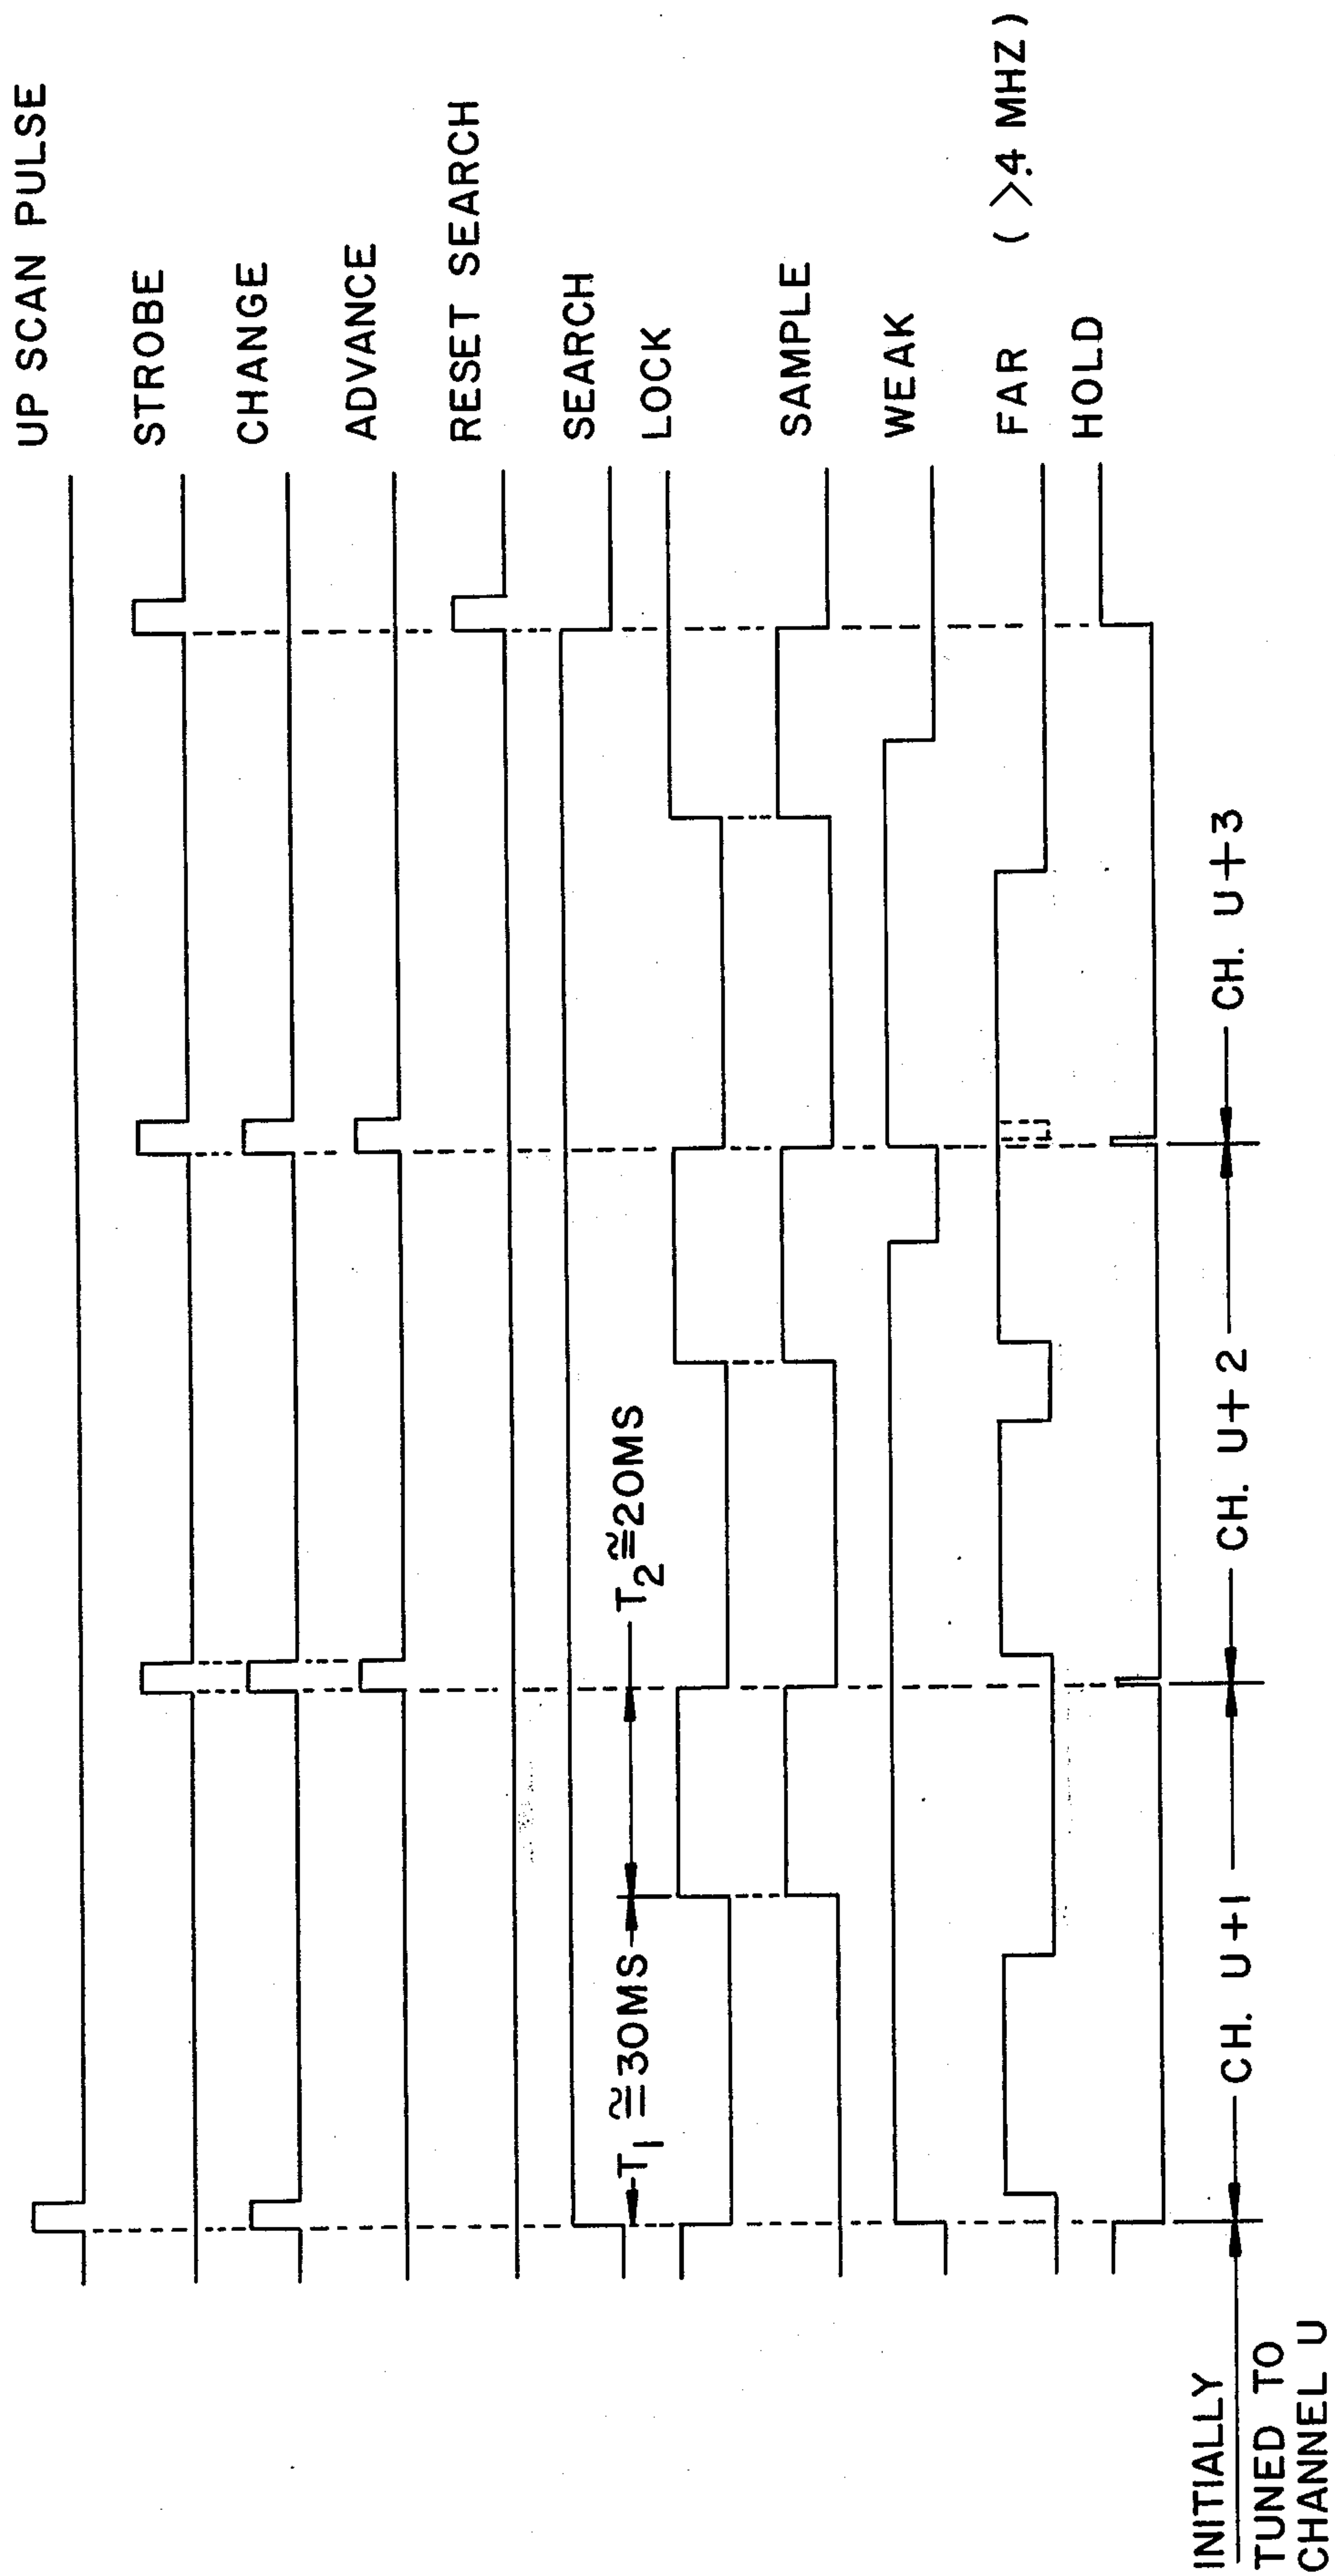 UP SCAN PULSE
STROBE
CHANGE
ADVANCE
RESET SEARCH
SEARCH
LOCK
T1 ≅30MS T2≅20MS
SAMPLE
WEAK
FAR ( >.4 MHZ )
HOLD
INITIALLY
TUNED TO
CHANNEL U
CH. U+1 CH. U+2 CH. U+3